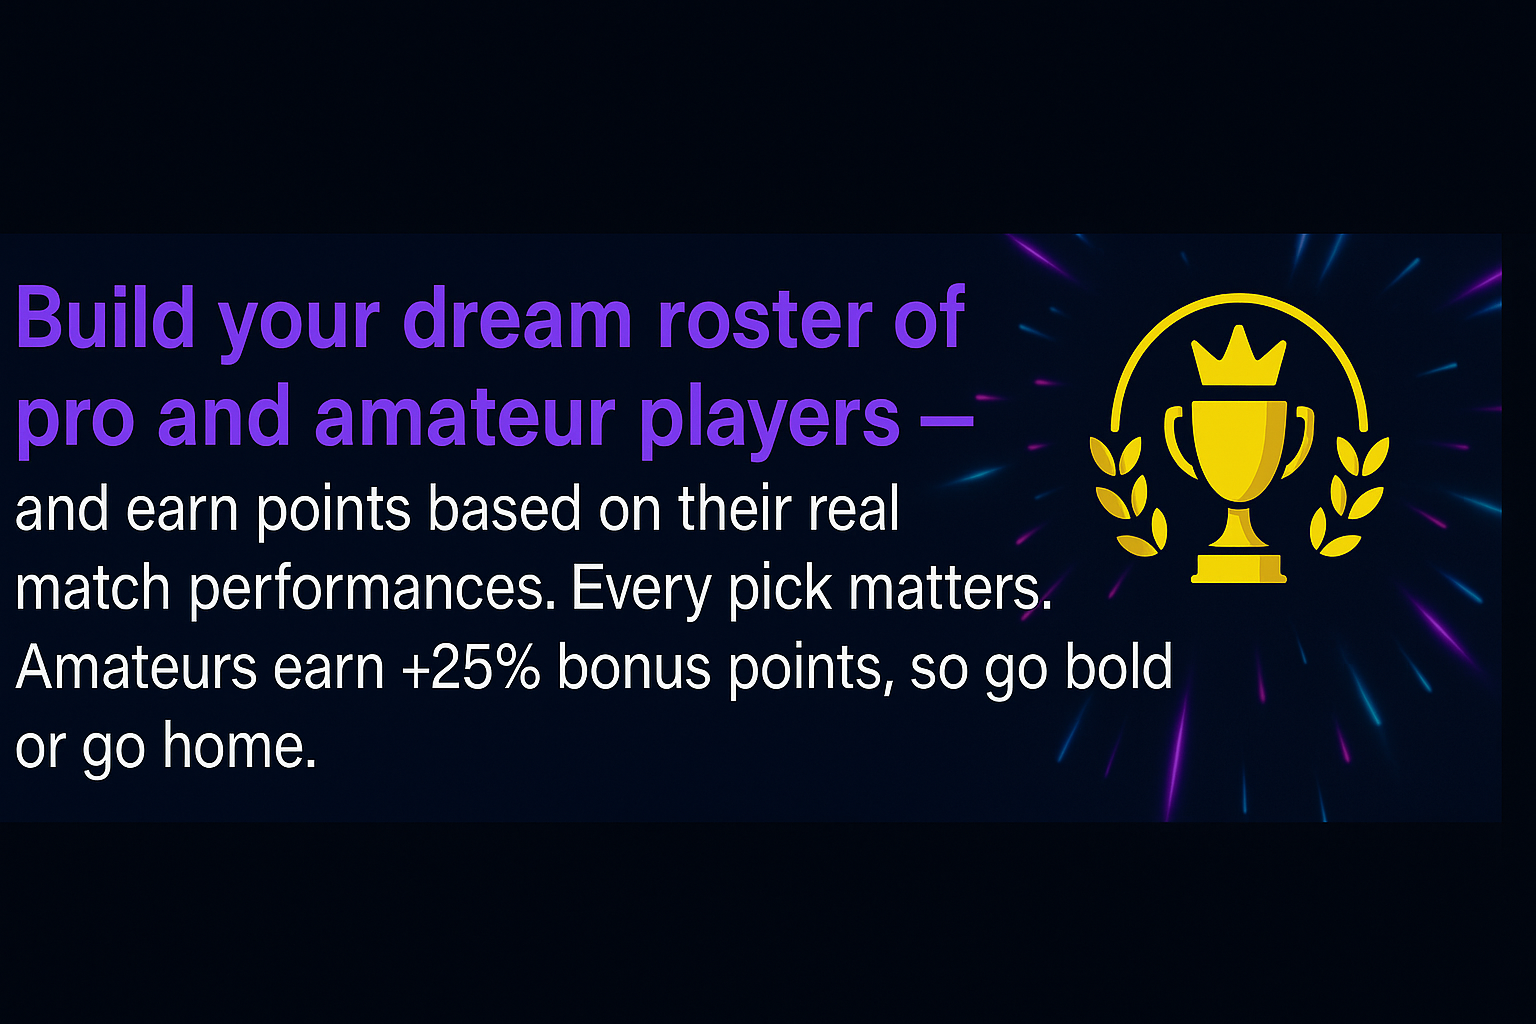 Build your dream roster of
pro and amateur players —
and earn points based on their real
match performances. Every pick matters.
Amateurs earn +25% bonus points, so go bold
or go home.